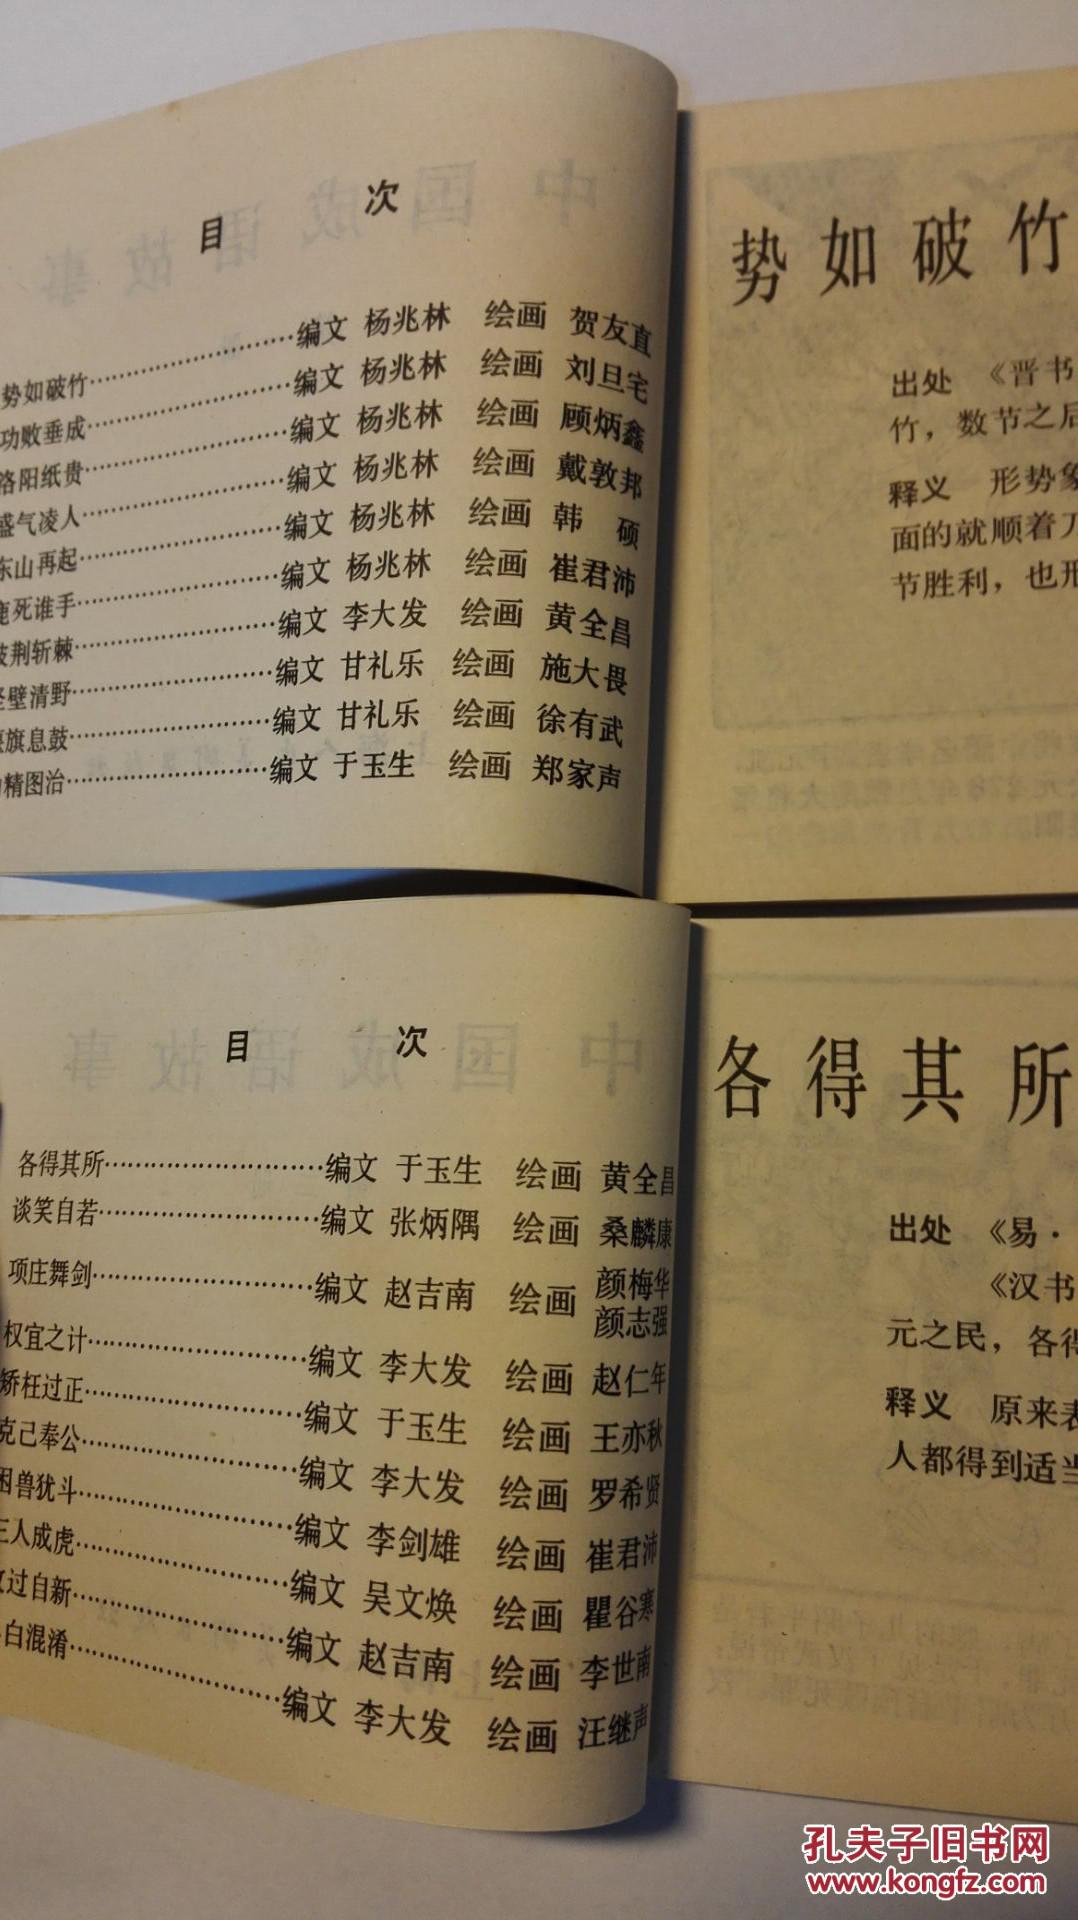 目 次
势如破竹……………………编文 杨兆林 绘画 贺友直
功败垂成……………………编文 杨兆林 绘画 刘旦宅
洛阳纸贵……………………编文 杨兆林 绘画 顾炳鑫
盛气凌人……………………编文 杨兆林 绘画 戴敦邦
东山再起……………………编文 杨兆林 绘画 韩 硕
鹿死谁手……………………编文 杨兆林 绘画 崔君沛
披荆斩棘……………………编文 李大发 绘画 黄全昌
坚壁清野……………………编文 甘礼乐 绘画 施大畏
偃旗息鼓……………………编文 甘礼乐 绘画 徐有武
精图治……………………编文 于玉生 绘画 郑家声
势如破竹
出处 《晋书
竹，数节之后
释义 形势象
面的就顺着刀
节胜利，也形
目 次
各得其所……………………编文 于玉生 绘画 黄全昌
谈笑自若……………………编文 张炳隅 绘画 桑麟康
项庄舞剑……………………编文 赵吉南 绘画 颜梅华
颜志强
权宜之计……………………编文 李大发 绘画 赵仁年
矫枉过正……………………编文 于玉生 绘画 王亦秋
克己奉公……………………编文 李大发 绘画 罗希贤
困兽犹斗……………………编文 李剑雄 绘画 崔君沛
三人成虎……………………编文 吴文焕 绘画 瞿谷寒
改过自新……………………编文 赵吉南 绘画 李世南
白混淆……………………编文 李大发 绘画 汪继声
各得其所
出处 《易·
《汉书
元之民，各得
释义 原来表
人都得到适当
孔夫子旧书网
www.kongfz.com